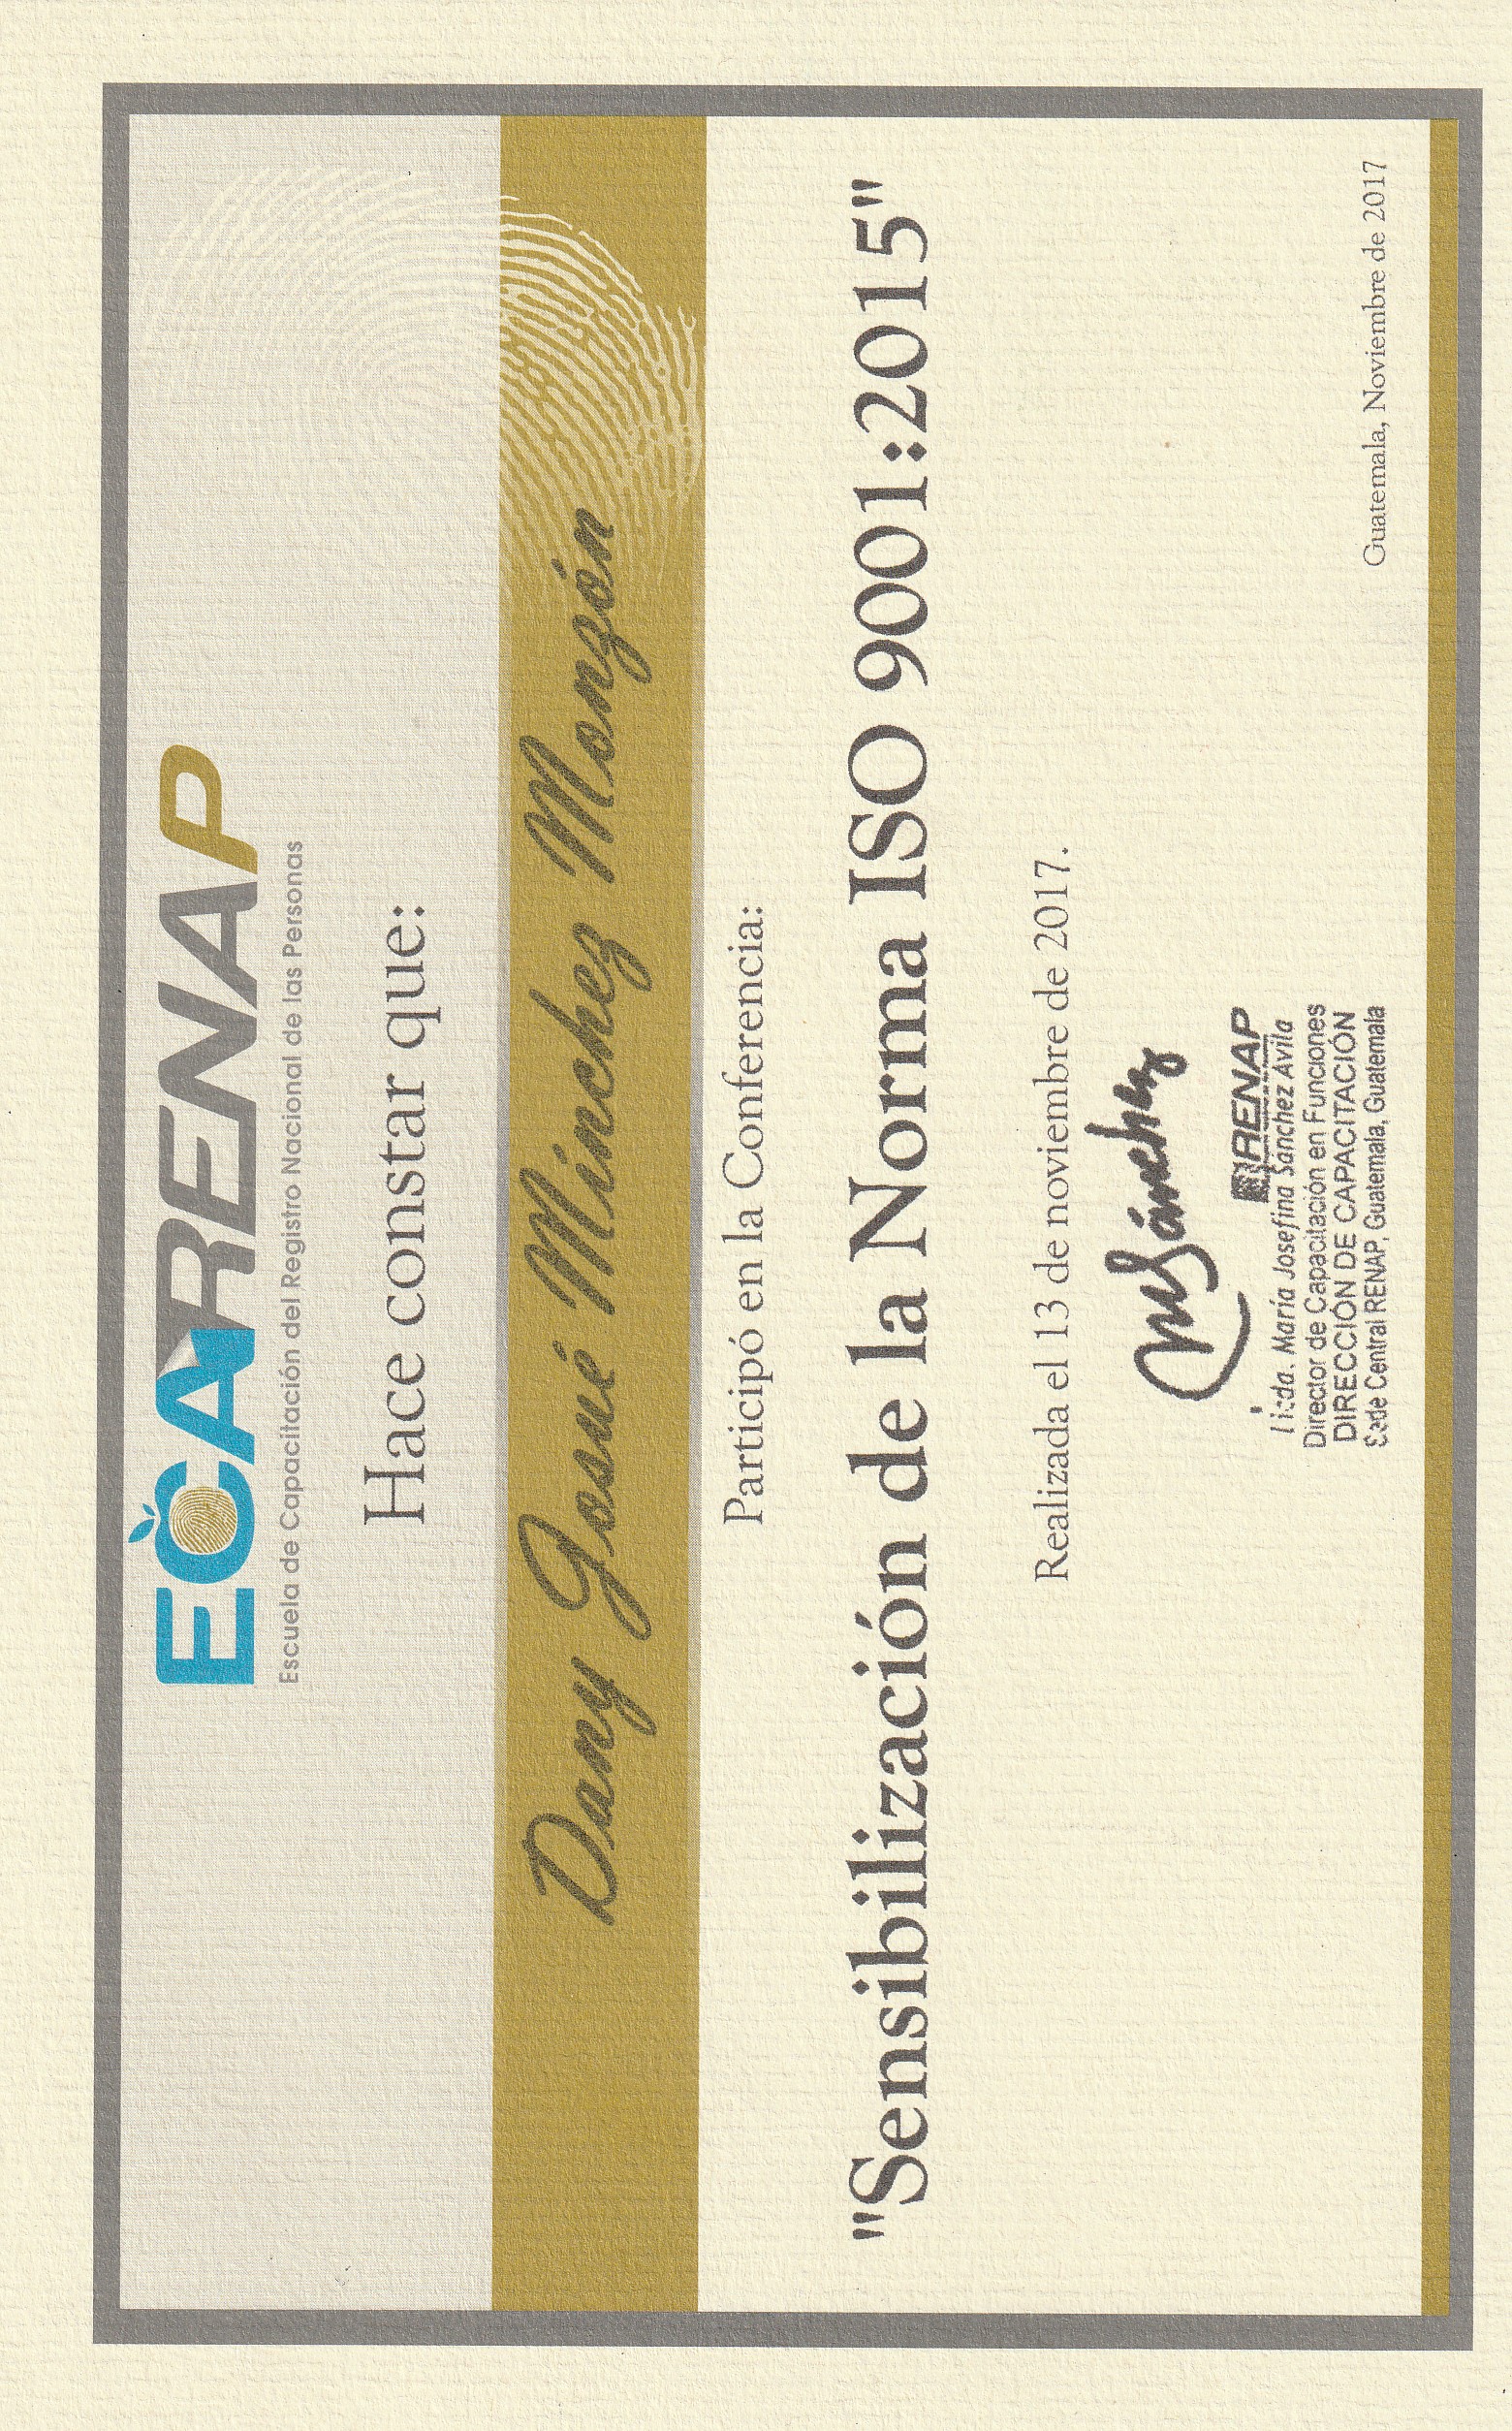 ECARENAP
Escuela de Capacitación del Registro Nacional de las Personas
Hace constar que:
Dany Josué Mínchez Monzón
Participó en la Conferencia:
"Sensibilización de la Norma ISO 9001:2015"
Realizada el 13 de noviembre de 2017.
MSánchez
RENAP
Licda. María Josefina Sánchez Avila
Director de Capacitación en Funciones
DIRECCIÓN DE CAPACITACIÓN
Sede Central RENAP, Guatemala, Guatemala
Guatemala, Noviembre de 2017